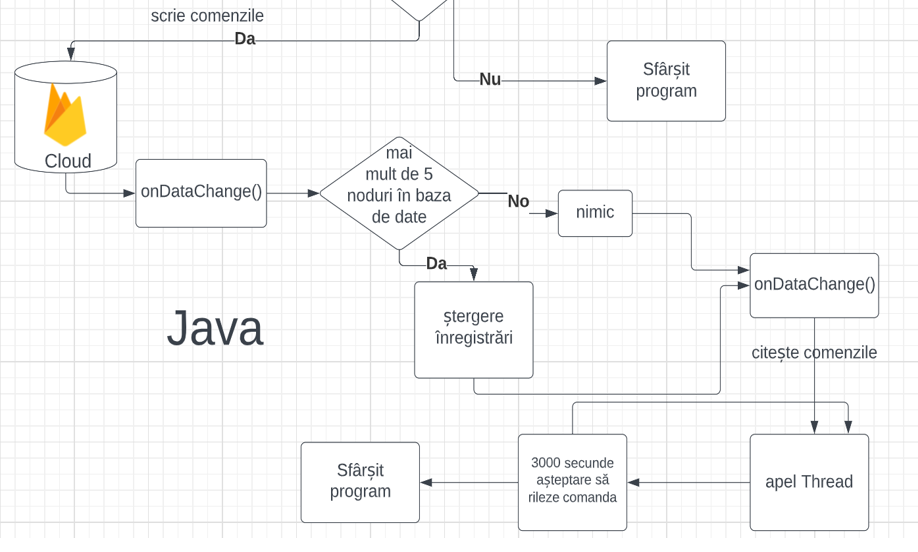 scrie comenzile
Da
Nu
Sfârșit
program
Cloud
onDataChange()
mai
mult de 5
noduri în baza
de date
No
nimic
Da
ștergere
înregistrări
onDataChange()
Java
citește comenzile
Sfârșit
program
3000 secunde
așteptare să
rileze comanda
apel Thread